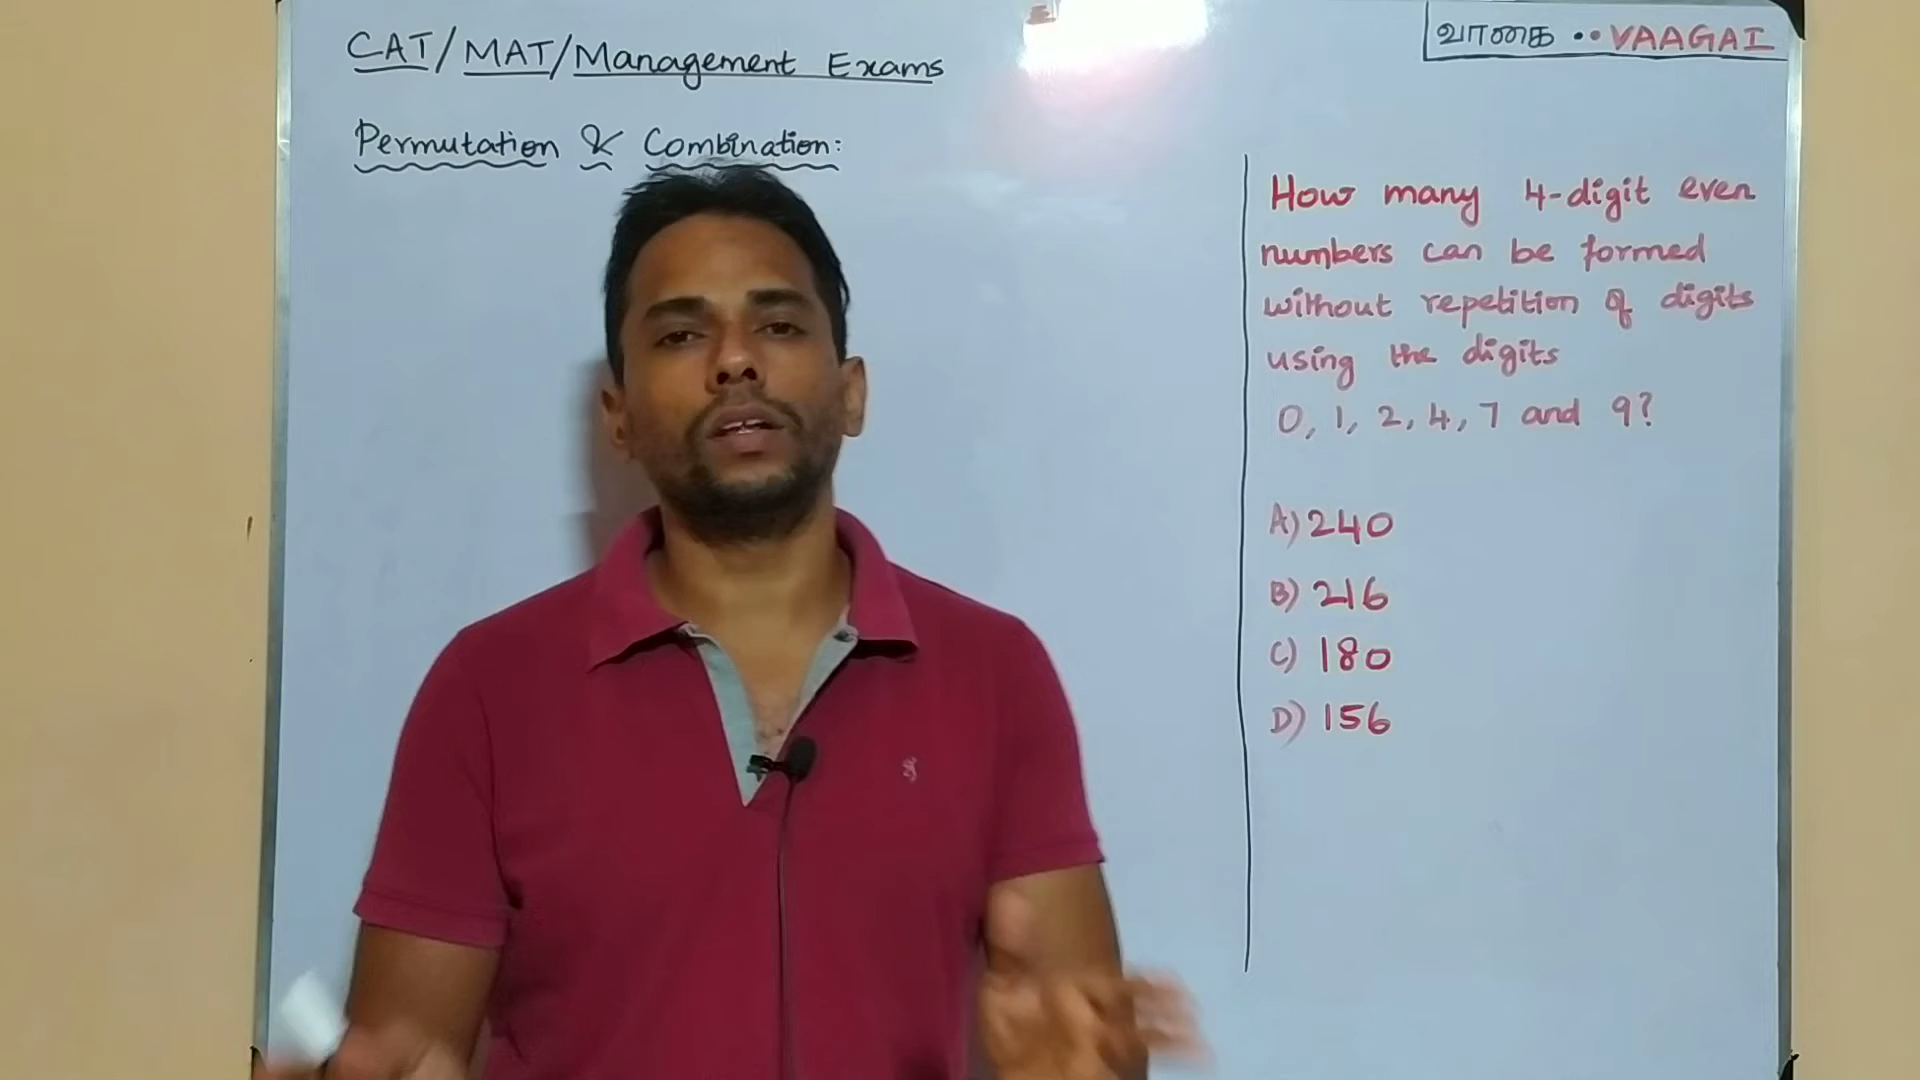 CAT/MAT/Management Exams
வாகை ••VAAGAI
Permutation & Combination:
How many 4-digit even
numbers can be formed
without repetition of digits
using the digits
0, 1, 2, 4, 7 and 9?
A) 240
B) 216
C) 180
D) 156